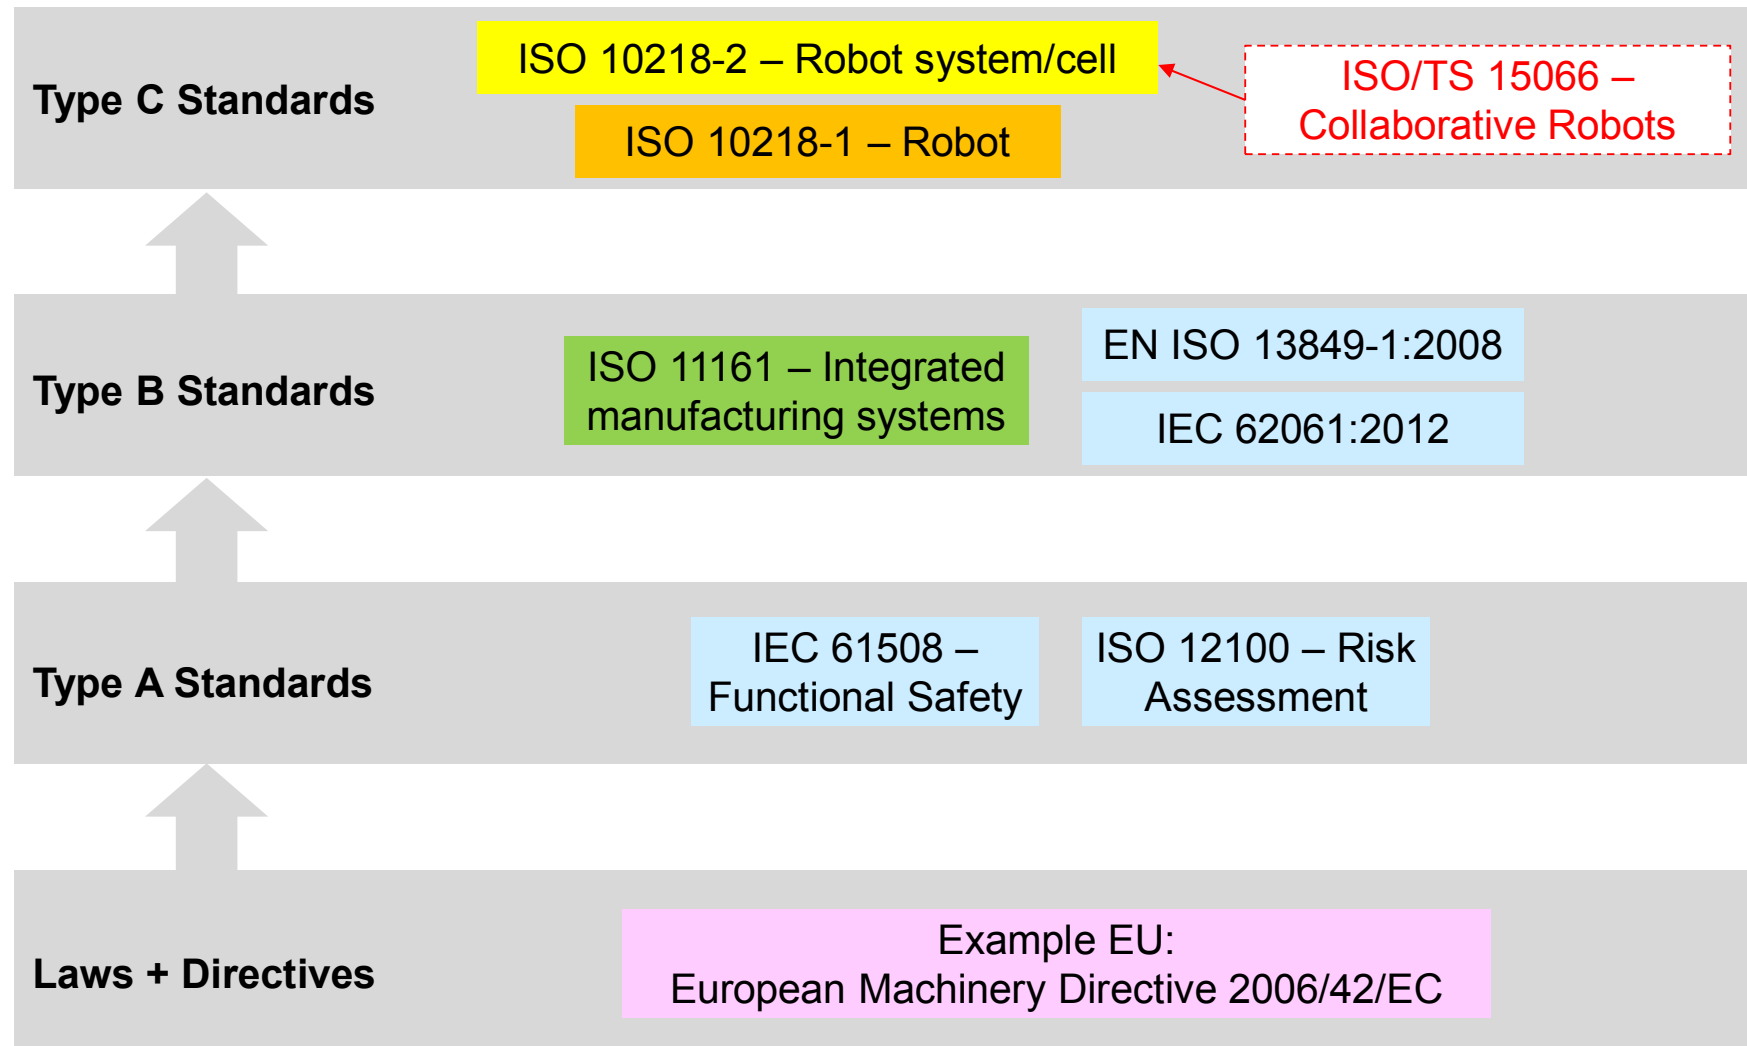 Type C Standards
ISO 10218-2 – Robot system/cell
ISO 10218-1 – Robot
ISO/TS 15066 –
Collaborative Robots
Type B Standards
ISO 11161 – Integrated
manufacturing systems
EN ISO 13849-1:2008
IEC 62061:2012
Type A Standards
IEC 61508 –
Functional Safety
ISO 12100 – Risk
Assessment
Laws + Directives
Example EU:
European Machinery Directive 2006/42/EC